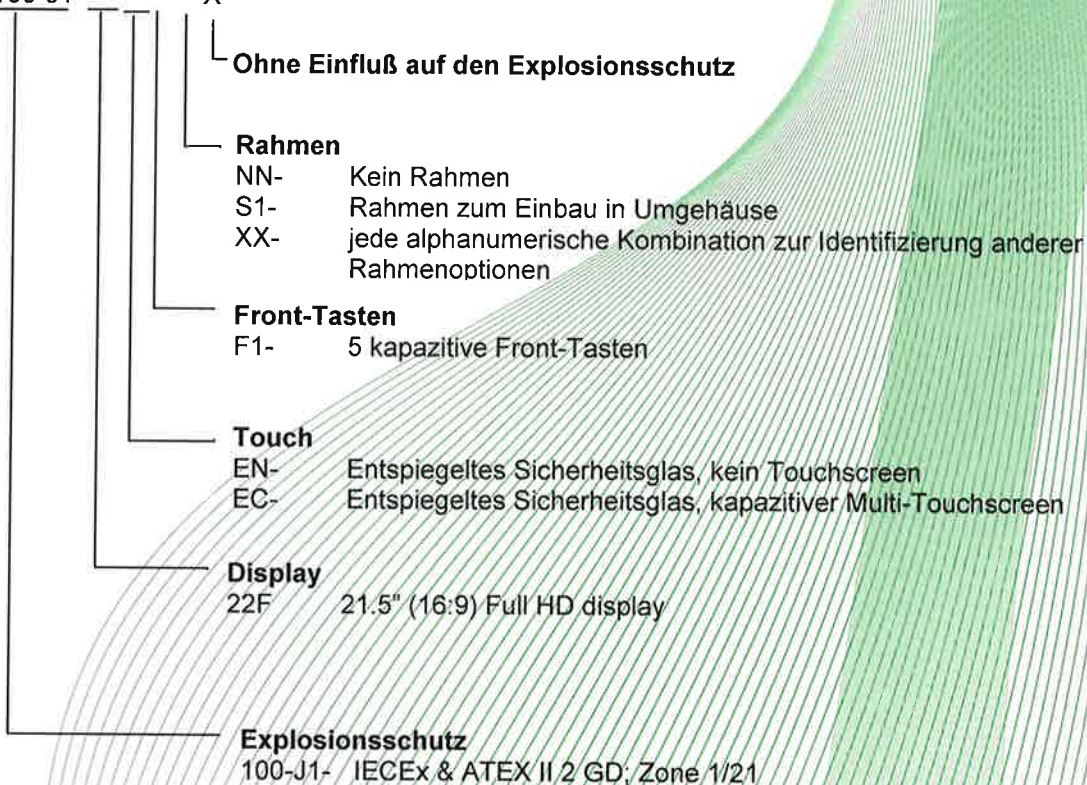 X
Ohne Einfluß auf den Explosionsschutz
Rahmen
NN- Kein Rahmen
S1- Rahmen zum Einbau in Umgehäuse
XX- jede alphanumerische Kombination zur Identifizierung anderer
Rahmenoptionen
Front-Tasten
F1- 5 kapazitive Front-Tasten
Touch
EN- Entspiegeltes Sicherheitsglas, kein Touchscreen
EC- Entspiegeltes Sicherheitsglas, kapazitiver Multi-Touchscreen
Display
22F 21.5" (16:9) Full HD display
Explosionsschutz
100-J1- IECEx & ATEX II 2 GD; Zone 1/21